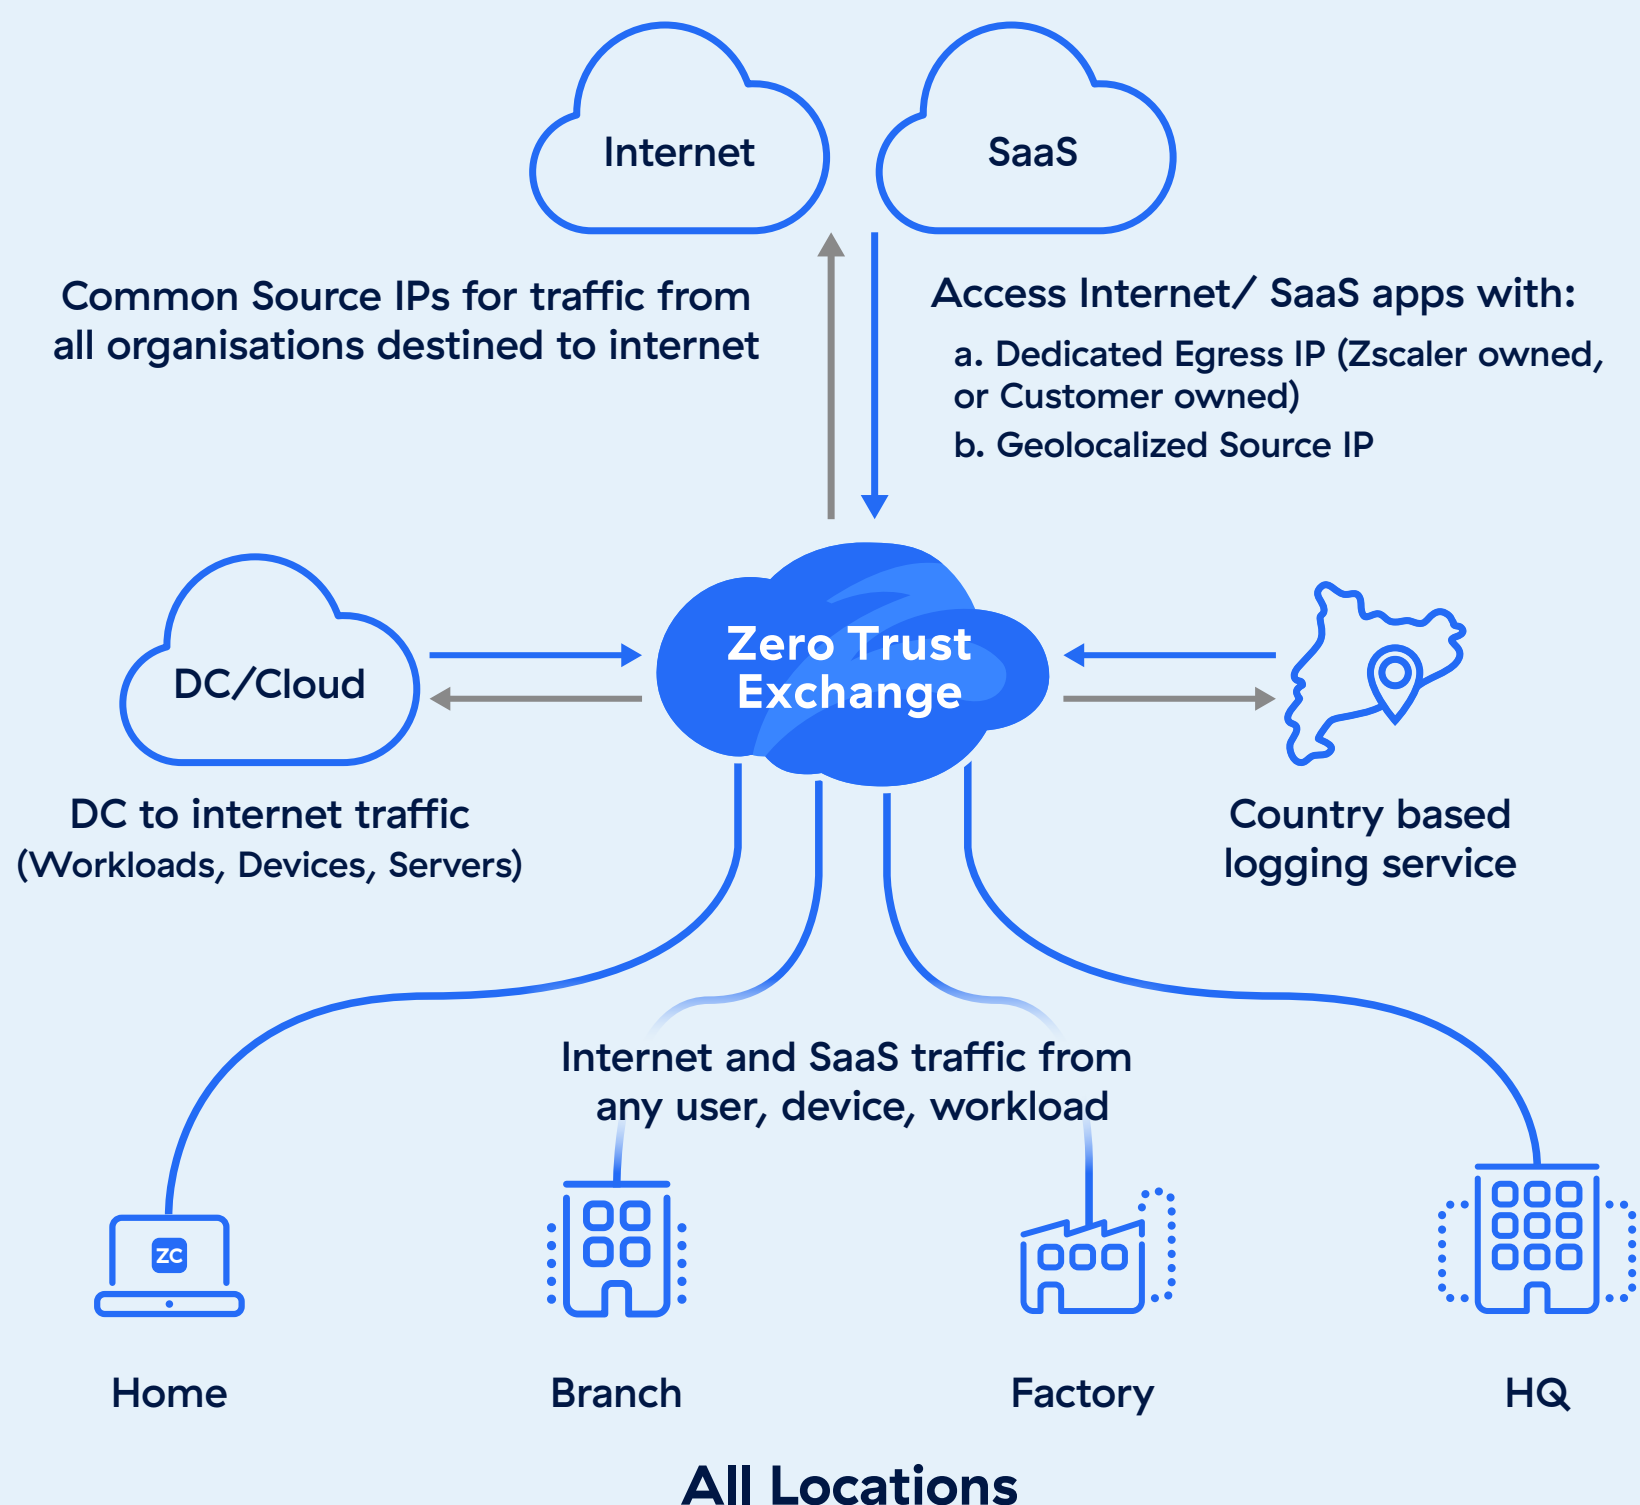 Internet
SaaS
Common Source IPs for traffic from
all organisations destined to internet
Access Internet/ SaaS apps with:
a. Dedicated Egress IP (Zscaler owned,
or Customer owned)
b. Geolocalized Source IP
Zero Trust
Exchange
DC/Cloud
DC to internet traffic
(Workloads, Devices, Servers)
Country based
logging service
Internet and SaaS traffic from
any user, device, workload
ZC
Home
Branch
Factory
HQ
All Locations